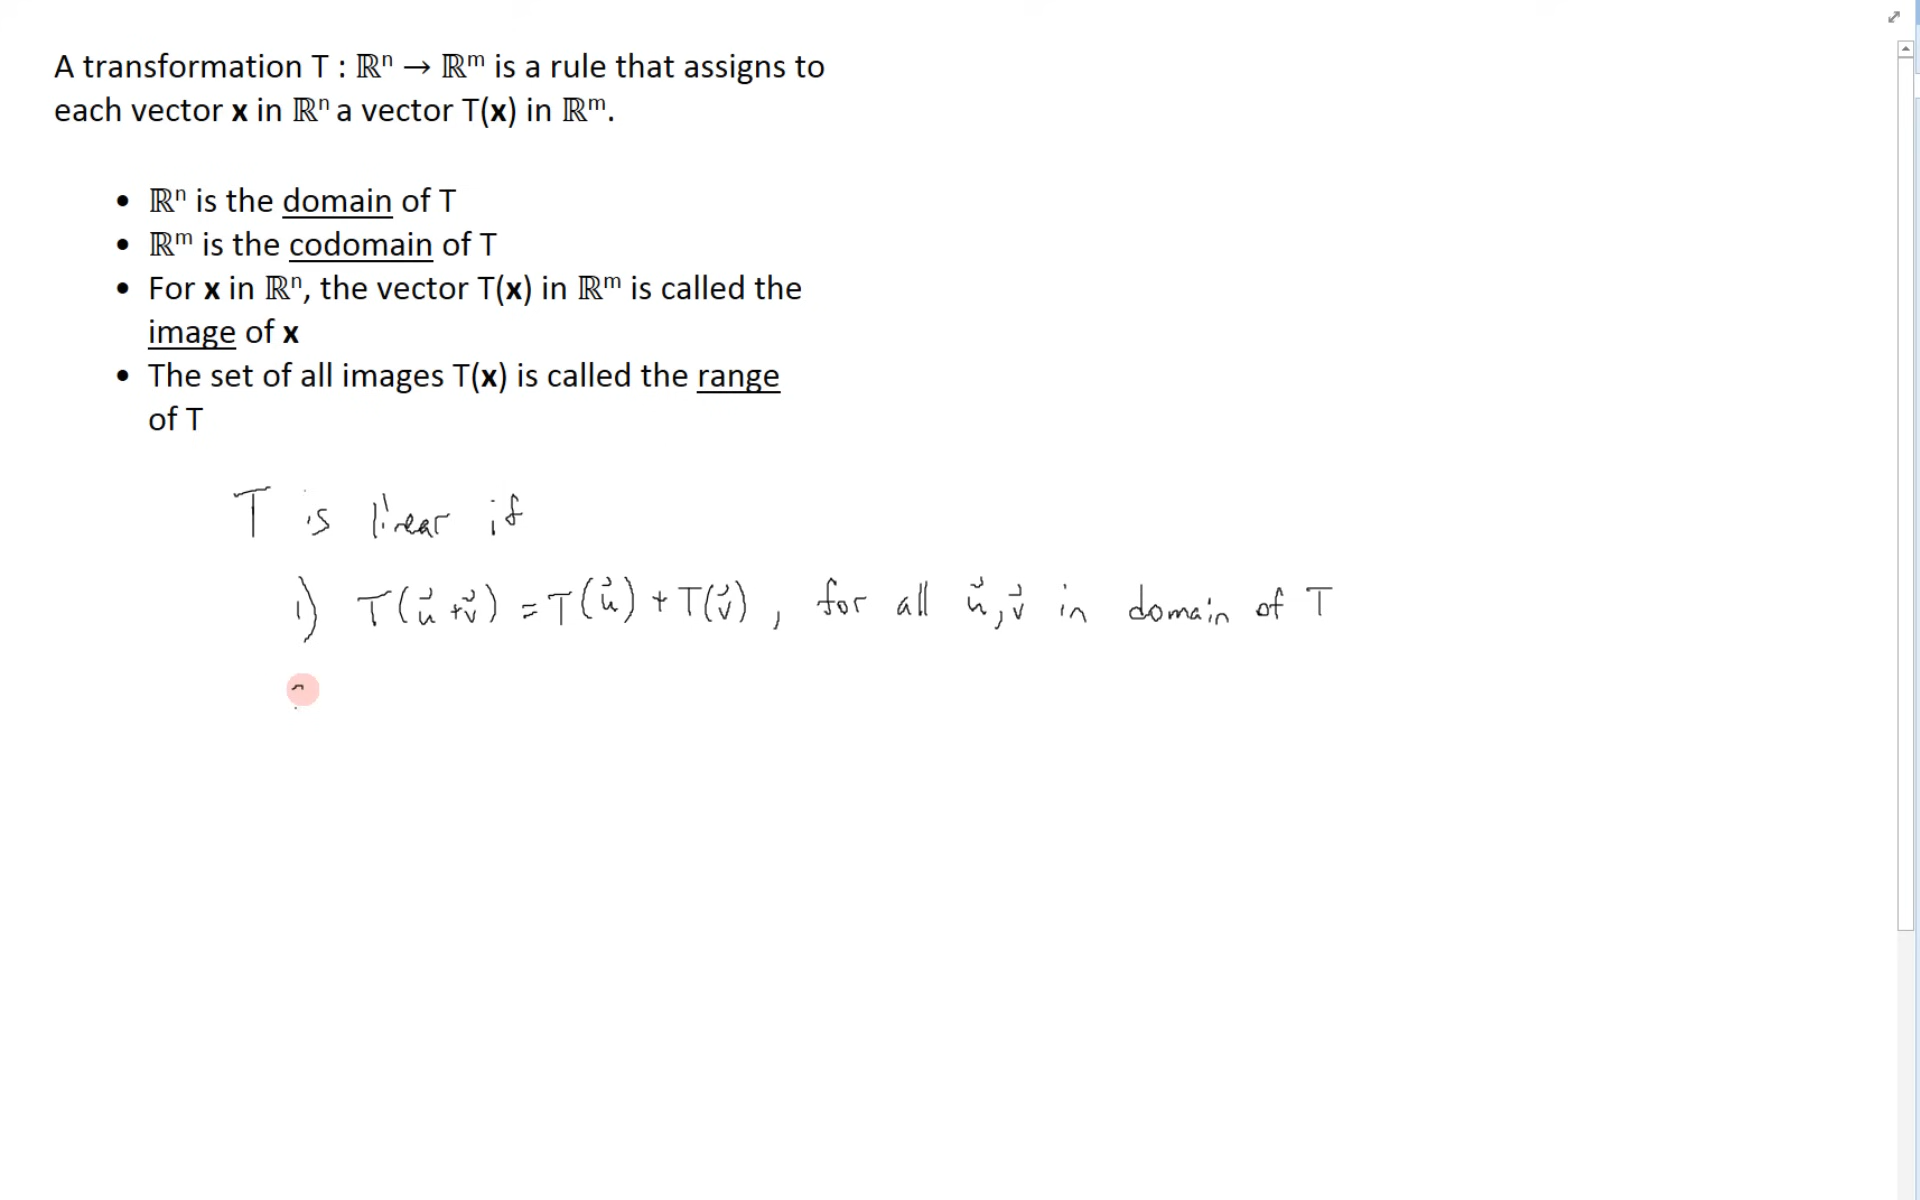 A transformation T : ℝⁿ → ℝᵐ is a rule that assigns to
each vector x in ℝⁿ a vector T(x) in ℝᵐ.
• ℝⁿ is the domain of T
• ℝᵐ is the codomain of T
• For x in ℝⁿ, the vector T(x) in ℝᵐ is called the
image of x
• The set of all images T(x) is called the range
of T
T is linear if
1) T(u⃗ + v⃗) = T(u⃗) + T(v⃗), for all u⃗, v⃗ in domain of T